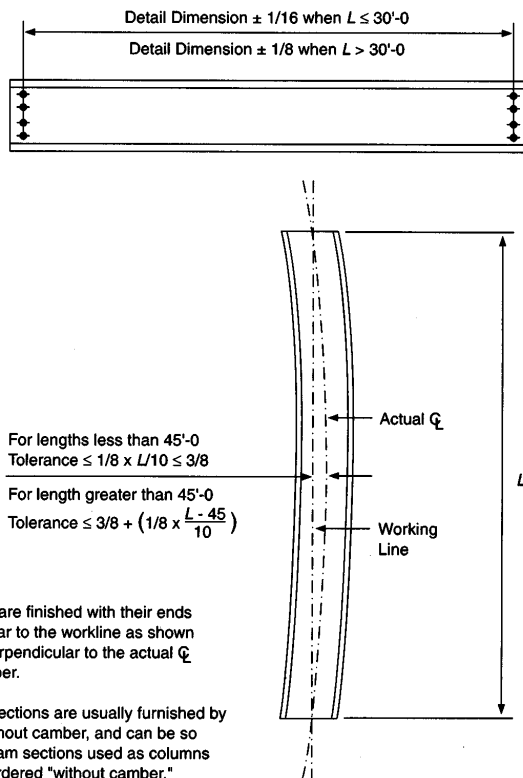 Detail Dimension ± 1/16 when L ≤ 30'-0
Detail Dimension ± 1/8 when L > 30'-0
Actual ℄
For lengths less than 45'-0
Tolerance ≤ 1/8 x L/10 ≤ 3/8
L
For length greater than 45'-0
Tolerance ≤ 3/8 + (1/8 x L - 45 / 10)
Working
Line
are finished with their ends
ar to the workline as shown
rpendicular to the actual ℄
ber.
ections are usually furnished by
hout camber, and can be so
am sections used as columns
rdered "without camber."